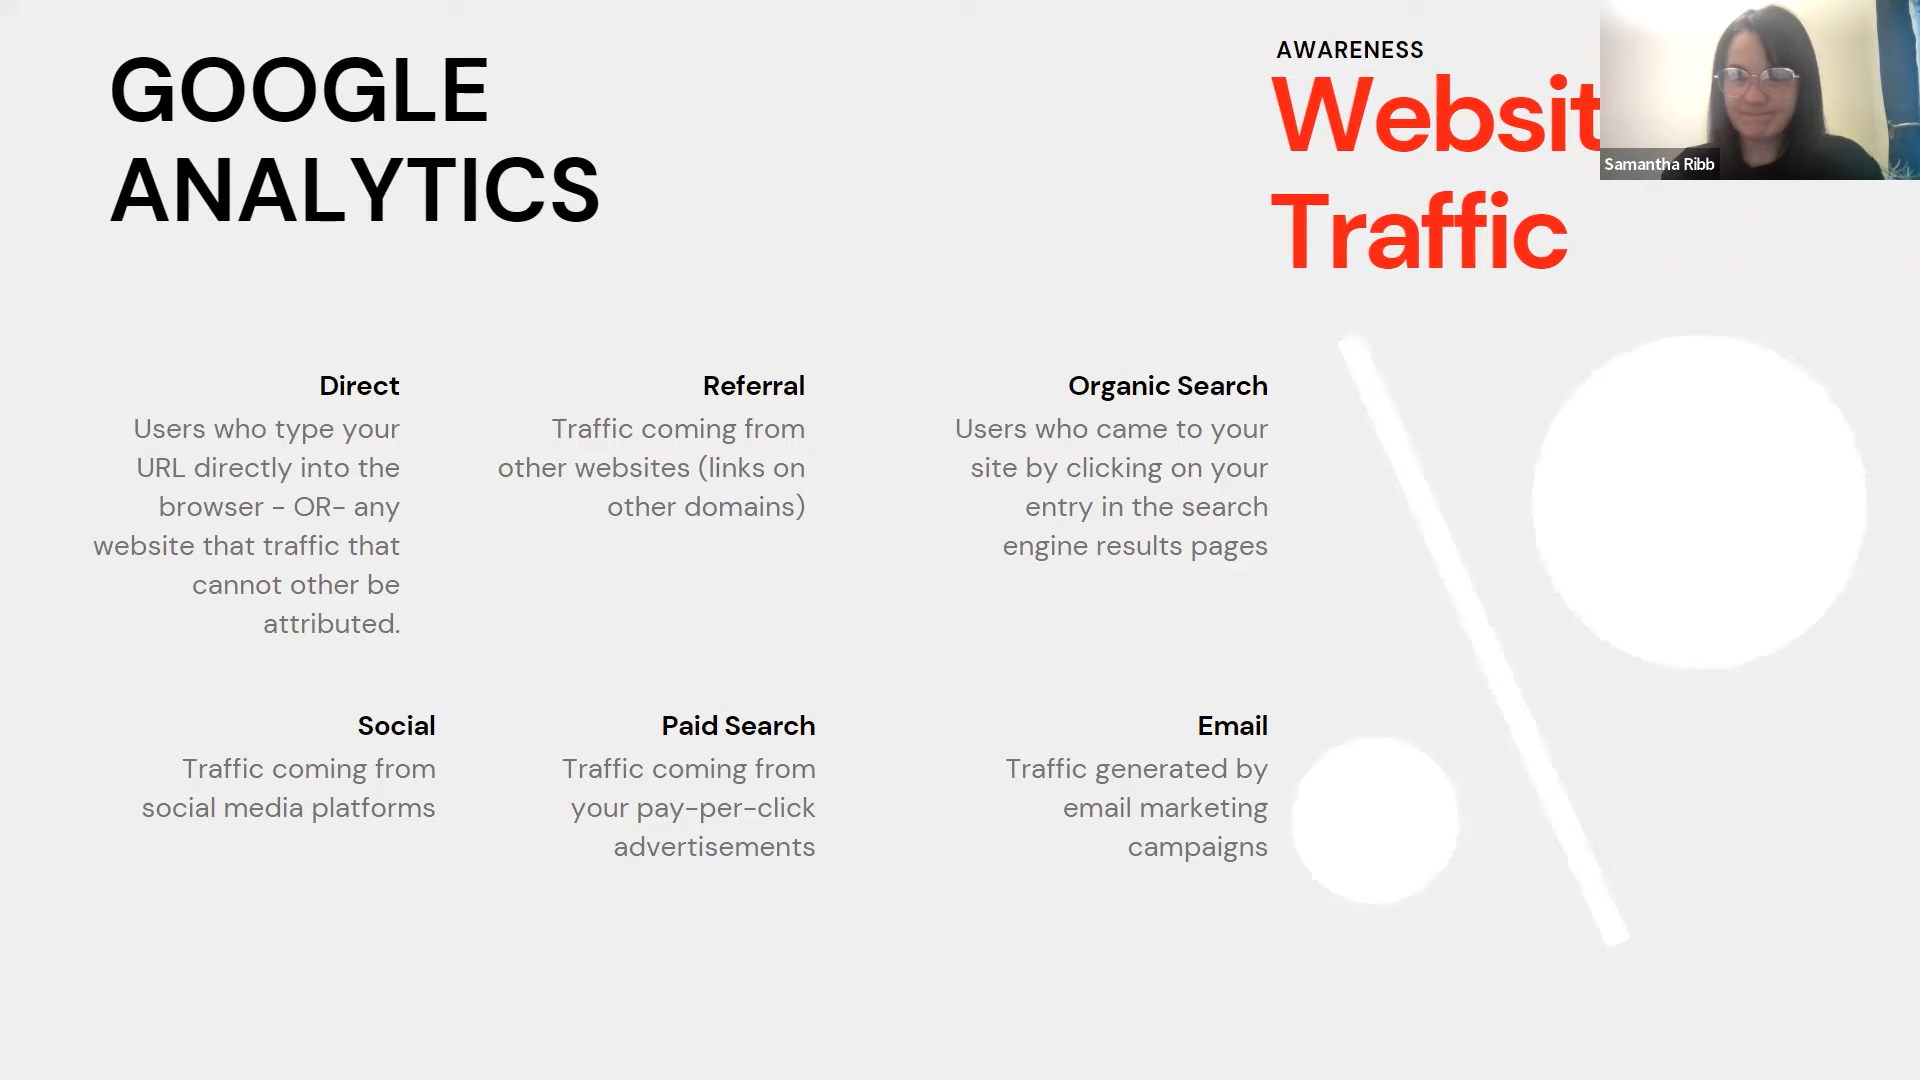 GOOGLE
ANALYTICS
AWARENESS
Websit
Traffic
Samantha Ribb
Direct
Users who type your
URL directly into the
browser - OR- any
website that traffic that
cannot other be
attributed.
Referral
Traffic coming from
other websites (links on
other domains)
Organic Search
Users who came to your
site by clicking on your
entry in the search
engine results pages
Social
Traffic coming from
social media platforms
Paid Search
Traffic coming from
your pay-per-click
advertisements
Email
Traffic generated by
email marketing
campaigns